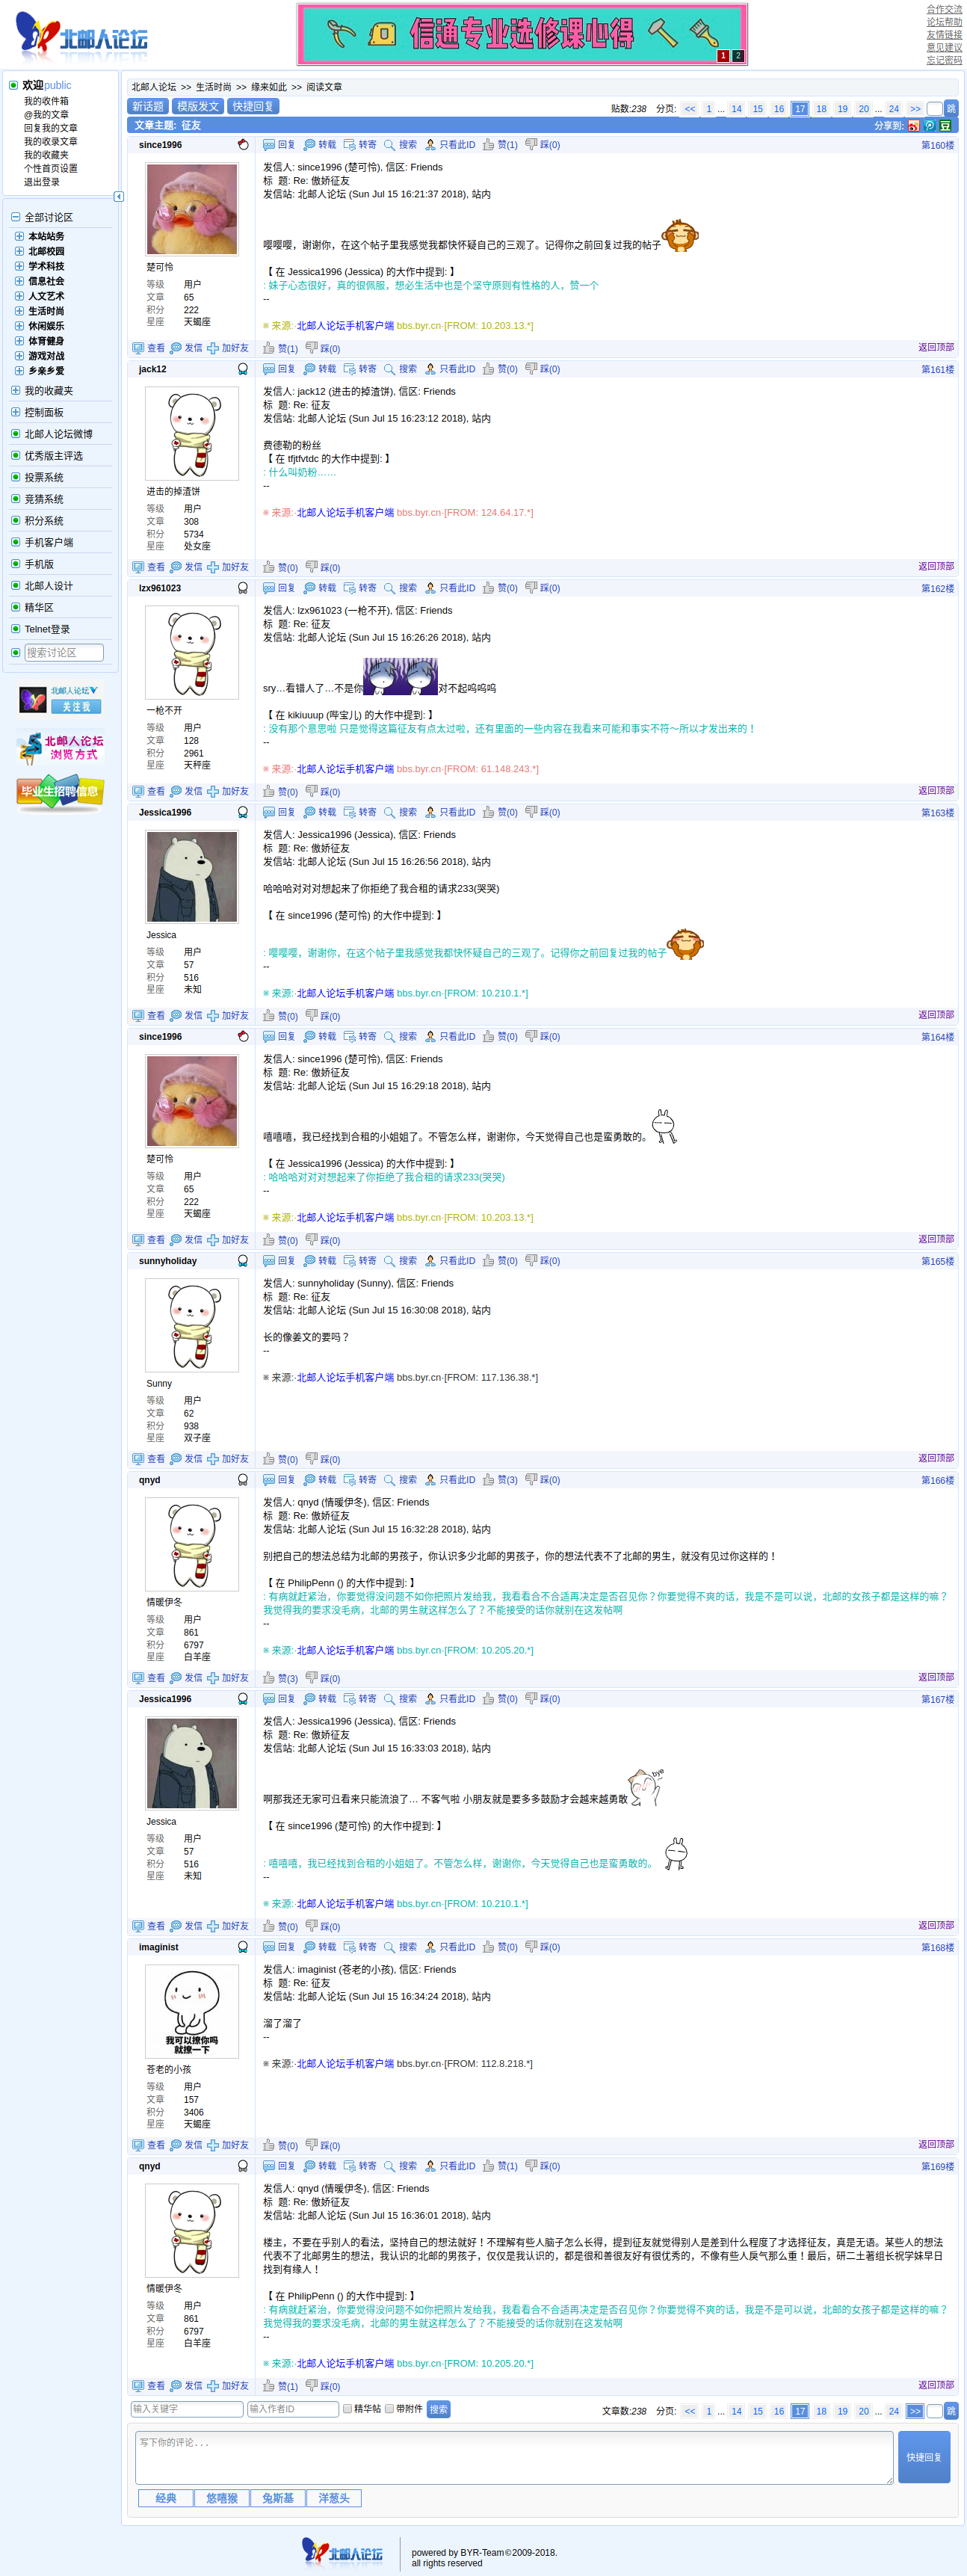 北邮人论坛
信通专业选修课心得
1 2
合作交流
论坛帮助
友情链接
意见建议
忘记密码
欢迎public
我的收件箱
@我的文章
回复我的文章
我的收录文章
我的收藏夹
个性首页设置
退出登录
全部讨论区
本站站务
北邮校园
学术科技
信息社会
人文艺术
生活时尚
休闲娱乐
体育健身
游戏对战
乡亲乡爱
我的收藏夹
控制面板
北邮人论坛微博
优秀版主评选
投票系统
竞猜系统
积分系统
手机客户端
手机版
北邮人设计
精华区
Telnet登录
搜索讨论区
北邮人论坛
关注我
北邮人论坛
浏览方式
毕业生招聘信息
北邮人论坛 >> 生活时尚 >> 缘来如此 >> 阅读文章
新话题 模版发文 快捷回复
贴数:238 分页: << 1 ... 14 15 16 17 18 19 20 ... 24 >> 跳
文章主题: 征友
分享到:
since1996
回复 转载 转寄 搜索 只看此ID 赞(1) 踩(0)
第160楼
楚可怜
等级 用户
文章 65
积分 222
星座 天蝎座
发信人: since1996 (楚可怜), 信区: Friends
标 题: Re: 傲娇征友
发信站: 北邮人论坛 (Sun Jul 15 16:21:37 2018), 站内
嘤嘤嘤，谢谢你，在这个帖子里我感觉我都快怀疑自己的三观了。记得你之前回复过我的帖子
【 在 Jessica1996 (Jessica) 的大作中提到: 】
: 妹子心态很好，真的很佩服，想必生活中也是个坚守原则有性格的人，赞一个
--
※ 来源:·北邮人论坛手机客户端 bbs.byr.cn·[FROM: 10.203.13.*]
查看 发信 加好友
赞(1) 踩(0)
返回顶部
jack12
回复 转载 转寄 搜索 只看此ID 赞(0) 踩(0)
第161楼
进击的掉渣饼
等级 用户
文章 308
积分 5734
星座 处女座
发信人: jack12 (进击的掉渣饼), 信区: Friends
标 题: Re: 征友
发信站: 北邮人论坛 (Sun Jul 15 16:23:12 2018), 站内
费德勒的粉丝
【 在 tfjtfvtdc 的大作中提到: 】
: 什么叫奶粉……
--
※ 来源:·北邮人论坛手机客户端 bbs.byr.cn·[FROM: 124.64.17.*]
查看 发信 加好友
赞(0) 踩(0)
返回顶部
lzx961023
回复 转载 转寄 搜索 只看此ID 赞(0) 踩(0)
第162楼
一枪不开
等级 用户
文章 128
积分 2961
星座 天秤座
发信人: lzx961023 (一枪不开), 信区: Friends
标 题: Re: 征友
发信站: 北邮人论坛 (Sun Jul 15 16:26:26 2018), 站内
sry…看错人了…不是你对不起呜呜呜
【 在 kikiuuup (哔宝儿) 的大作中提到: 】
: 没有那个意思啦 只是觉得这篇征友有点太过啦，还有里面的一些内容在我看来可能和事实不符～所以才发出来的！
--
※ 来源:·北邮人论坛手机客户端 bbs.byr.cn·[FROM: 61.148.243.*]
查看 发信 加好友
赞(0) 踩(0)
返回顶部
Jessica1996
回复 转载 转寄 搜索 只看此ID 赞(0) 踩(0)
第163楼
Jessica
等级 用户
文章 57
积分 516
星座 未知
发信人: Jessica1996 (Jessica), 信区: Friends
标 题: Re: 傲娇征友
发信站: 北邮人论坛 (Sun Jul 15 16:26:56 2018), 站内
哈哈哈对对对想起来了你拒绝了我合租的请求233(哭哭)
【 在 since1996 (楚可怜) 的大作中提到: 】
: 嘤嘤嘤，谢谢你，在这个帖子里我感觉我都快怀疑自己的三观了。记得你之前回复过我的帖子
--
※ 来源:·北邮人论坛手机客户端 bbs.byr.cn·[FROM: 10.210.1.*]
查看 发信 加好友
赞(0) 踩(0)
返回顶部
since1996
回复 转载 转寄 搜索 只看此ID 赞(0) 踩(0)
第164楼
楚可怜
等级 用户
文章 65
积分 222
星座 天蝎座
发信人: since1996 (楚可怜), 信区: Friends
标 题: Re: 傲娇征友
发信站: 北邮人论坛 (Sun Jul 15 16:29:18 2018), 站内
嘻嘻嘻，我已经找到合租的小姐姐了。不管怎么样，谢谢你，今天觉得自己也是蛮勇敢的。
【 在 Jessica1996 (Jessica) 的大作中提到: 】
: 哈哈哈对对对想起来了你拒绝了我合租的请求233(哭哭)
--
※ 来源:·北邮人论坛手机客户端 bbs.byr.cn·[FROM: 10.203.13.*]
查看 发信 加好友
赞(0) 踩(0)
返回顶部
sunnyholiday
回复 转载 转寄 搜索 只看此ID 赞(0) 踩(0)
第165楼
Sunny
等级 用户
文章 62
积分 938
星座 双子座
发信人: sunnyholiday (Sunny), 信区: Friends
标 题: Re: 征友
发信站: 北邮人论坛 (Sun Jul 15 16:30:08 2018), 站内
长的像姜文的要吗？
--
※ 来源:·北邮人论坛手机客户端 bbs.byr.cn·[FROM: 117.136.38.*]
查看 发信 加好友
赞(0) 踩(0)
返回顶部
qnyd
回复 转载 转寄 搜索 只看此ID 赞(3) 踩(0)
第166楼
情暖伊冬
等级 用户
文章 861
积分 6797
星座 白羊座
发信人: qnyd (情暖伊冬), 信区: Friends
标 题: Re: 傲娇征友
发信站: 北邮人论坛 (Sun Jul 15 16:32:28 2018), 站内
别把自己的想法总结为北邮的男孩子，你认识多少北邮的男孩子，你的想法代表不了北邮的男生，就没有见过你这样的！
【 在 PhilipPenn () 的大作中提到: 】
: 有病就赶紧治，你要觉得没问题不如你把照片发给我，我看看合不合适再决定是否召见你？你要觉得不爽的话，我是不是可以说，北邮的女孩子都是这样的嘛？我觉得我的要求没毛病，北邮的男生就这样怎么了？不能接受的话你就别在这发帖啊
--
※ 来源:·北邮人论坛手机客户端 bbs.byr.cn·[FROM: 10.205.20.*]
查看 发信 加好友
赞(3) 踩(0)
返回顶部
Jessica1996
回复 转载 转寄 搜索 只看此ID 赞(0) 踩(0)
第167楼
Jessica
等级 用户
文章 57
积分 516
星座 未知
发信人: Jessica1996 (Jessica), 信区: Friends
标 题: Re: 傲娇征友
发信站: 北邮人论坛 (Sun Jul 15 16:33:03 2018), 站内
啊那我还无家可归看来只能流浪了… 不客气啦 小朋友就是要多多鼓励才会越来越勇敢
bye
【 在 since1996 (楚可怜) 的大作中提到: 】
: 嘻嘻嘻，我已经找到合租的小姐姐了。不管怎么样，谢谢你，今天觉得自己也是蛮勇敢的。
--
※ 来源:·北邮人论坛手机客户端 bbs.byr.cn·[FROM: 10.210.1.*]
查看 发信 加好友
赞(0) 踩(0)
返回顶部
imaginist
回复 转载 转寄 搜索 只看此ID 赞(0) 踩(0)
第168楼
我可以撩你吗
就撩一下
苍老的小孩
等级 用户
文章 157
积分 3406
星座 天蝎座
发信人: imaginist (苍老的小孩), 信区: Friends
标 题: Re: 征友
发信站: 北邮人论坛 (Sun Jul 15 16:34:24 2018), 站内
溜了溜了
--
※ 来源:·北邮人论坛手机客户端 bbs.byr.cn·[FROM: 112.8.218.*]
查看 发信 加好友
赞(0) 踩(0)
返回顶部
qnyd
回复 转载 转寄 搜索 只看此ID 赞(1) 踩(0)
第169楼
情暖伊冬
等级 用户
文章 861
积分 6797
星座 白羊座
发信人: qnyd (情暖伊冬), 信区: Friends
标 题: Re: 傲娇征友
发信站: 北邮人论坛 (Sun Jul 15 16:36:01 2018), 站内
楼主，不要在乎别人的看法，坚持自己的想法就好！不理解有些人脑子怎么长得，提到征友就觉得别人是差到什么程度了才选择征友，真是无语。某些人的想法代表不了北邮男生的想法，我认识的北邮的男孩子，仅仅是我认识的，都是很和善很友好有很优秀的，不像有些人戾气那么重！最后，研二土著组长祝学妹早日找到有缘人！
【 在 PhilipPenn () 的大作中提到: 】
: 有病就赶紧治，你要觉得没问题不如你把照片发给我，我看看合不合适再决定是否召见你？你要觉得不爽的话，我是不是可以说，北邮的女孩子都是这样的嘛？我觉得我的要求没毛病，北邮的男生就这样怎么了？不能接受的话你就别在这发帖啊
--
※ 来源:·北邮人论坛手机客户端 bbs.byr.cn·[FROM: 10.205.20.*]
查看 发信 加好友
赞(1) 踩(0)
返回顶部
输入关键字 输入作者ID 精华帖 带附件 搜索
文章数:238 分页: << 1 ... 14 15 16 17 18 19 20 ... 24 >> 跳
写下你的评论...
快捷回复
经典 悠嘻猴 兔斯基 洋葱头
北邮人论坛
powered by BYR-Team©2009-2018.
all rights reserved